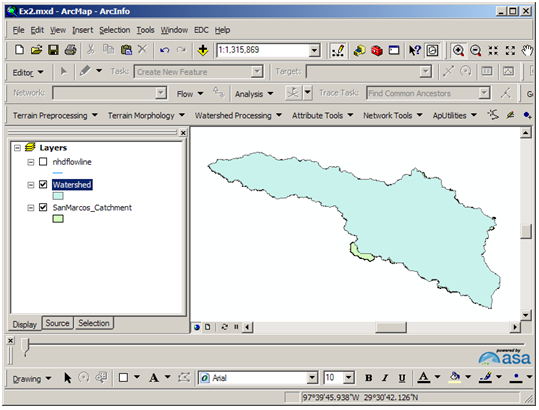 Ex2.mxd - ArcMap - ArcInfo
File Edit View Insert Selection Tools Window EDC Help
1:1,315,869
Editor Task: Create New Feature Target:
Network: Flow Analysis Trace Task: Find Common Ancestors
Terrain Preprocessing Terrain Morphology Watershed Processing Attribute Tools Network Tools ApUtilities
Layers
nhdflowline
Watershed
SanMarcos_Catchment
Display Source Selection
powered by
asa
Drawing A Arial 10 B I U A
97°39'45.938"W 29°30'42.126"N